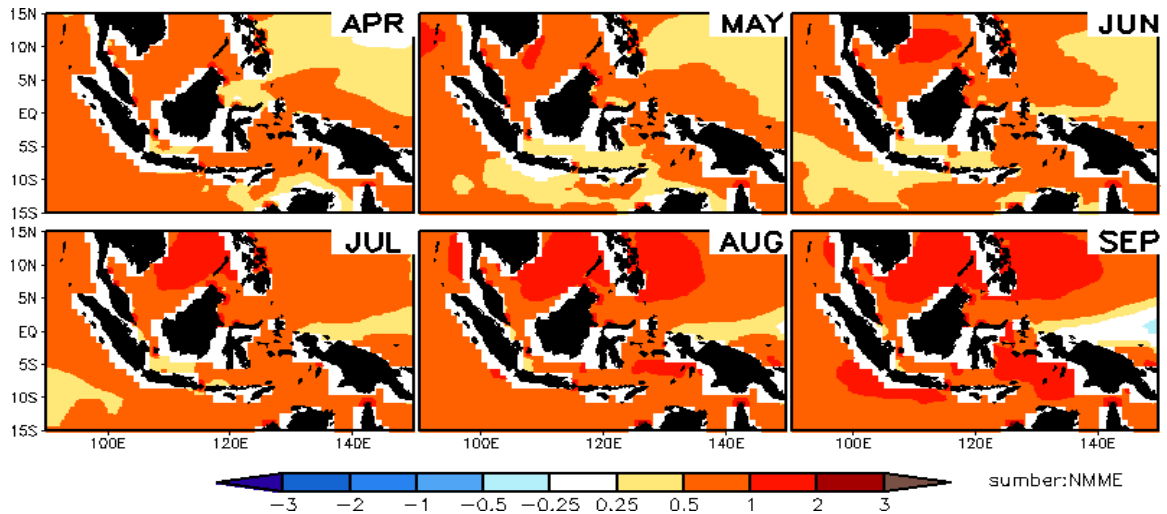 15N
APR
MAY
JUN
10N
5N
EQ
5S
10S
15S
15N
JUL
AUG
SEP
10N
5N
EQ
5S
10S
15S
100E 120E 140E 100E 120E 140E 100E 120E 140E
-3 -2 -1 -0.5 -0.25 0.25 0.5 1 2 3
sumber:NMME